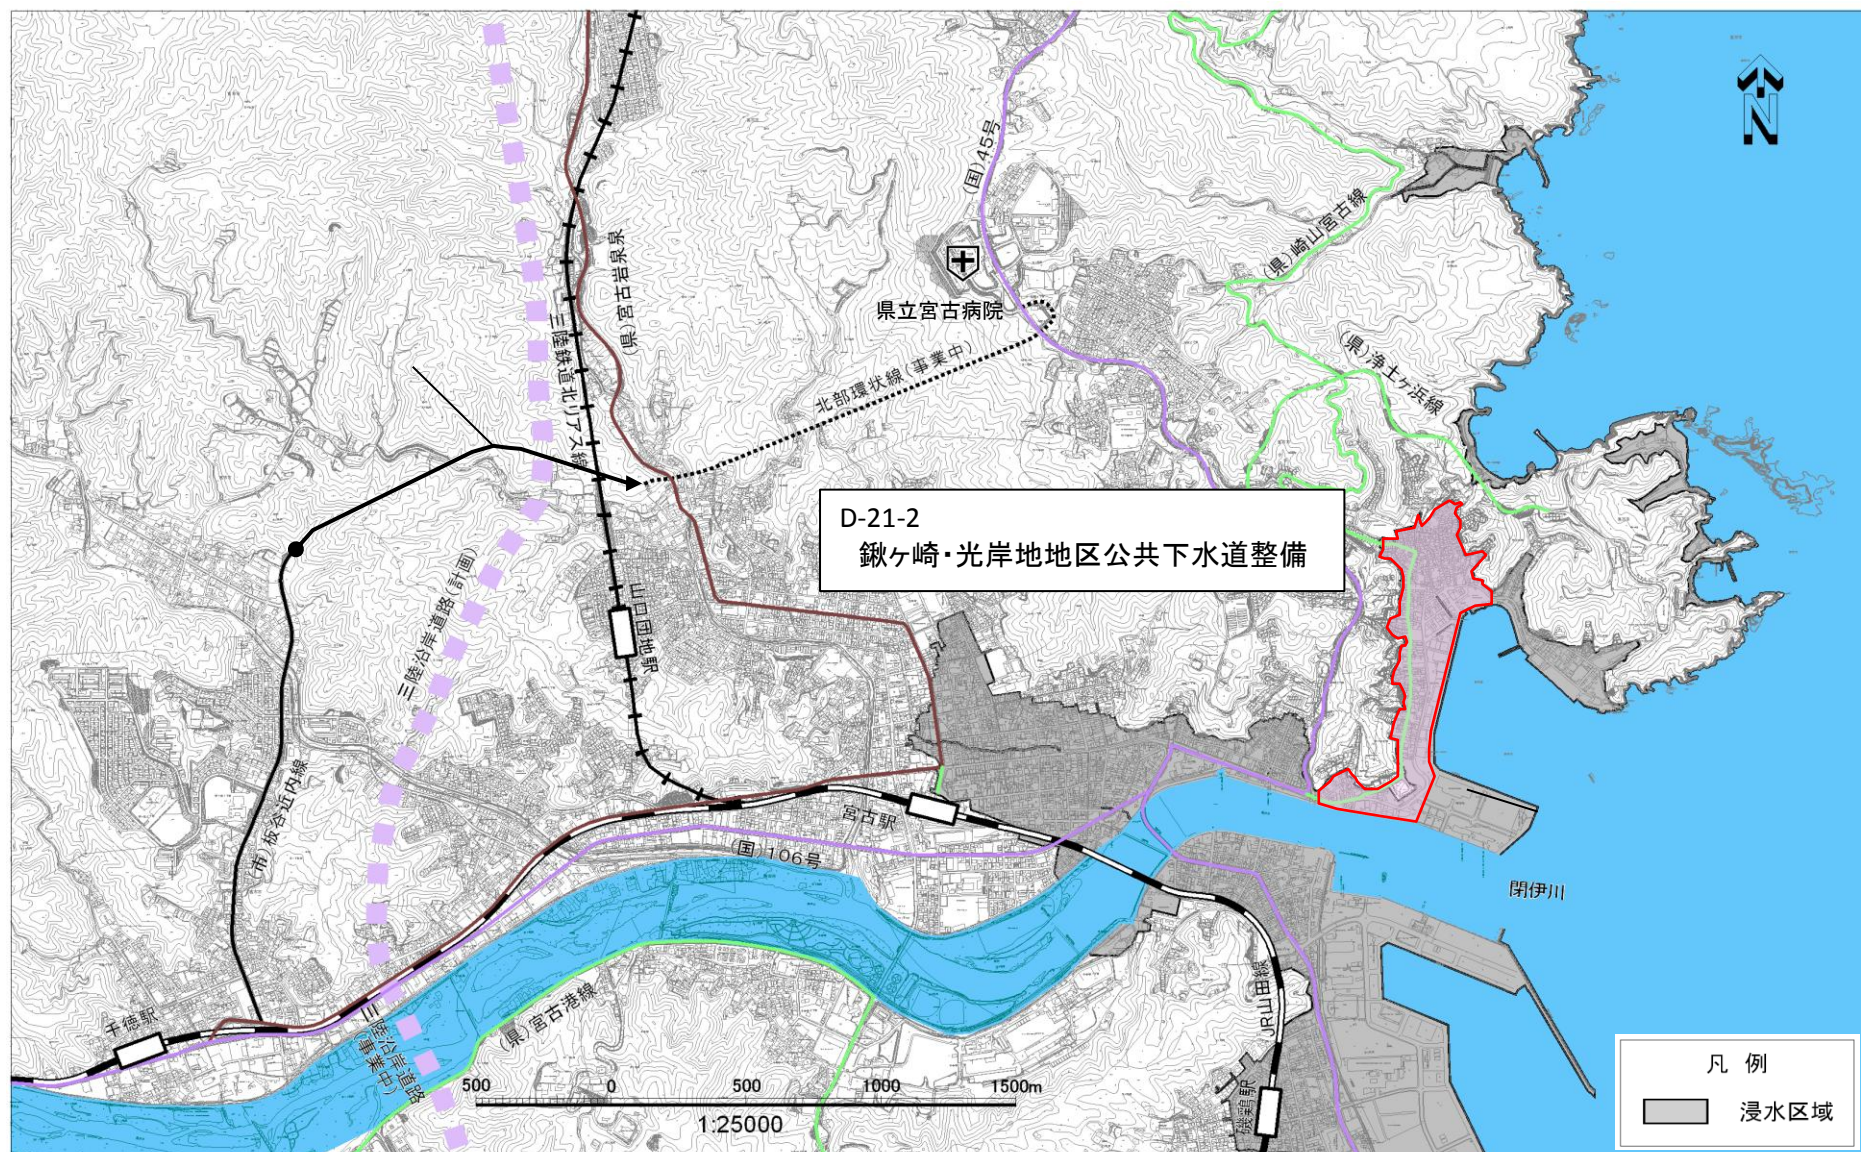 N
(国)45号
(県)崎山宮古線
(県)宮古岩泉泉
県立宮古病院
三陸鉄道北リアス線
北部環状線(事業中)
(県)浄土ヶ浜線
D-21-2
鍬ヶ崎・光岸地地区公共下水道整備
三陸沿岸道路(計画)
山口団地駅
(市)板谷近内線
宮古駅
(国)106号
閉伊川
千徳駅
三陸沿岸道路
(事業中)
(県)宮古港線
JR山田線
磯鶏駅
500 0 500 1000 1500m
1:25000
凡 例
浸水区域